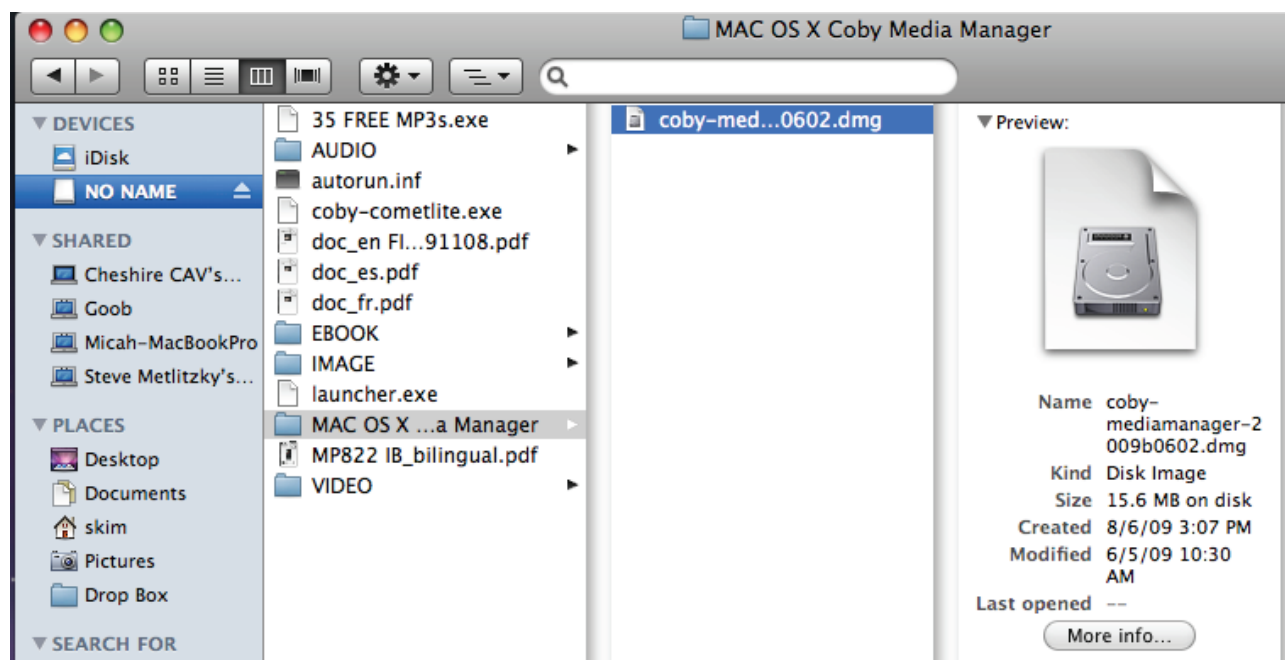 MAC OS X Coby Media Manager
DEVICES
iDisk
NO NAME
SHARED
Cheshire CAV's...
Goob
Micah-MacBookPro
Steve Metlitzky's...
PLACES
Desktop
Documents
skim
Pictures
Drop Box
SEARCH FOR
35 FREE MP3s.exe
AUDIO
autorun.inf
coby-cometlite.exe
doc_en FI...91108.pdf
doc_es.pdf
doc_fr.pdf
EBOOK
IMAGE
launcher.exe
MAC OS X ...a Manager
MP822 IB_bilingual.pdf
VIDEO
coby-med...0602.dmg
Preview:
Name coby-
mediamanager-2
009b0602.dmg
Kind Disk Image
Size 15.6 MB on disk
Created 8/6/09 3:07 PM
Modified 6/5/09 10:30
AM
Last opened --
More info...